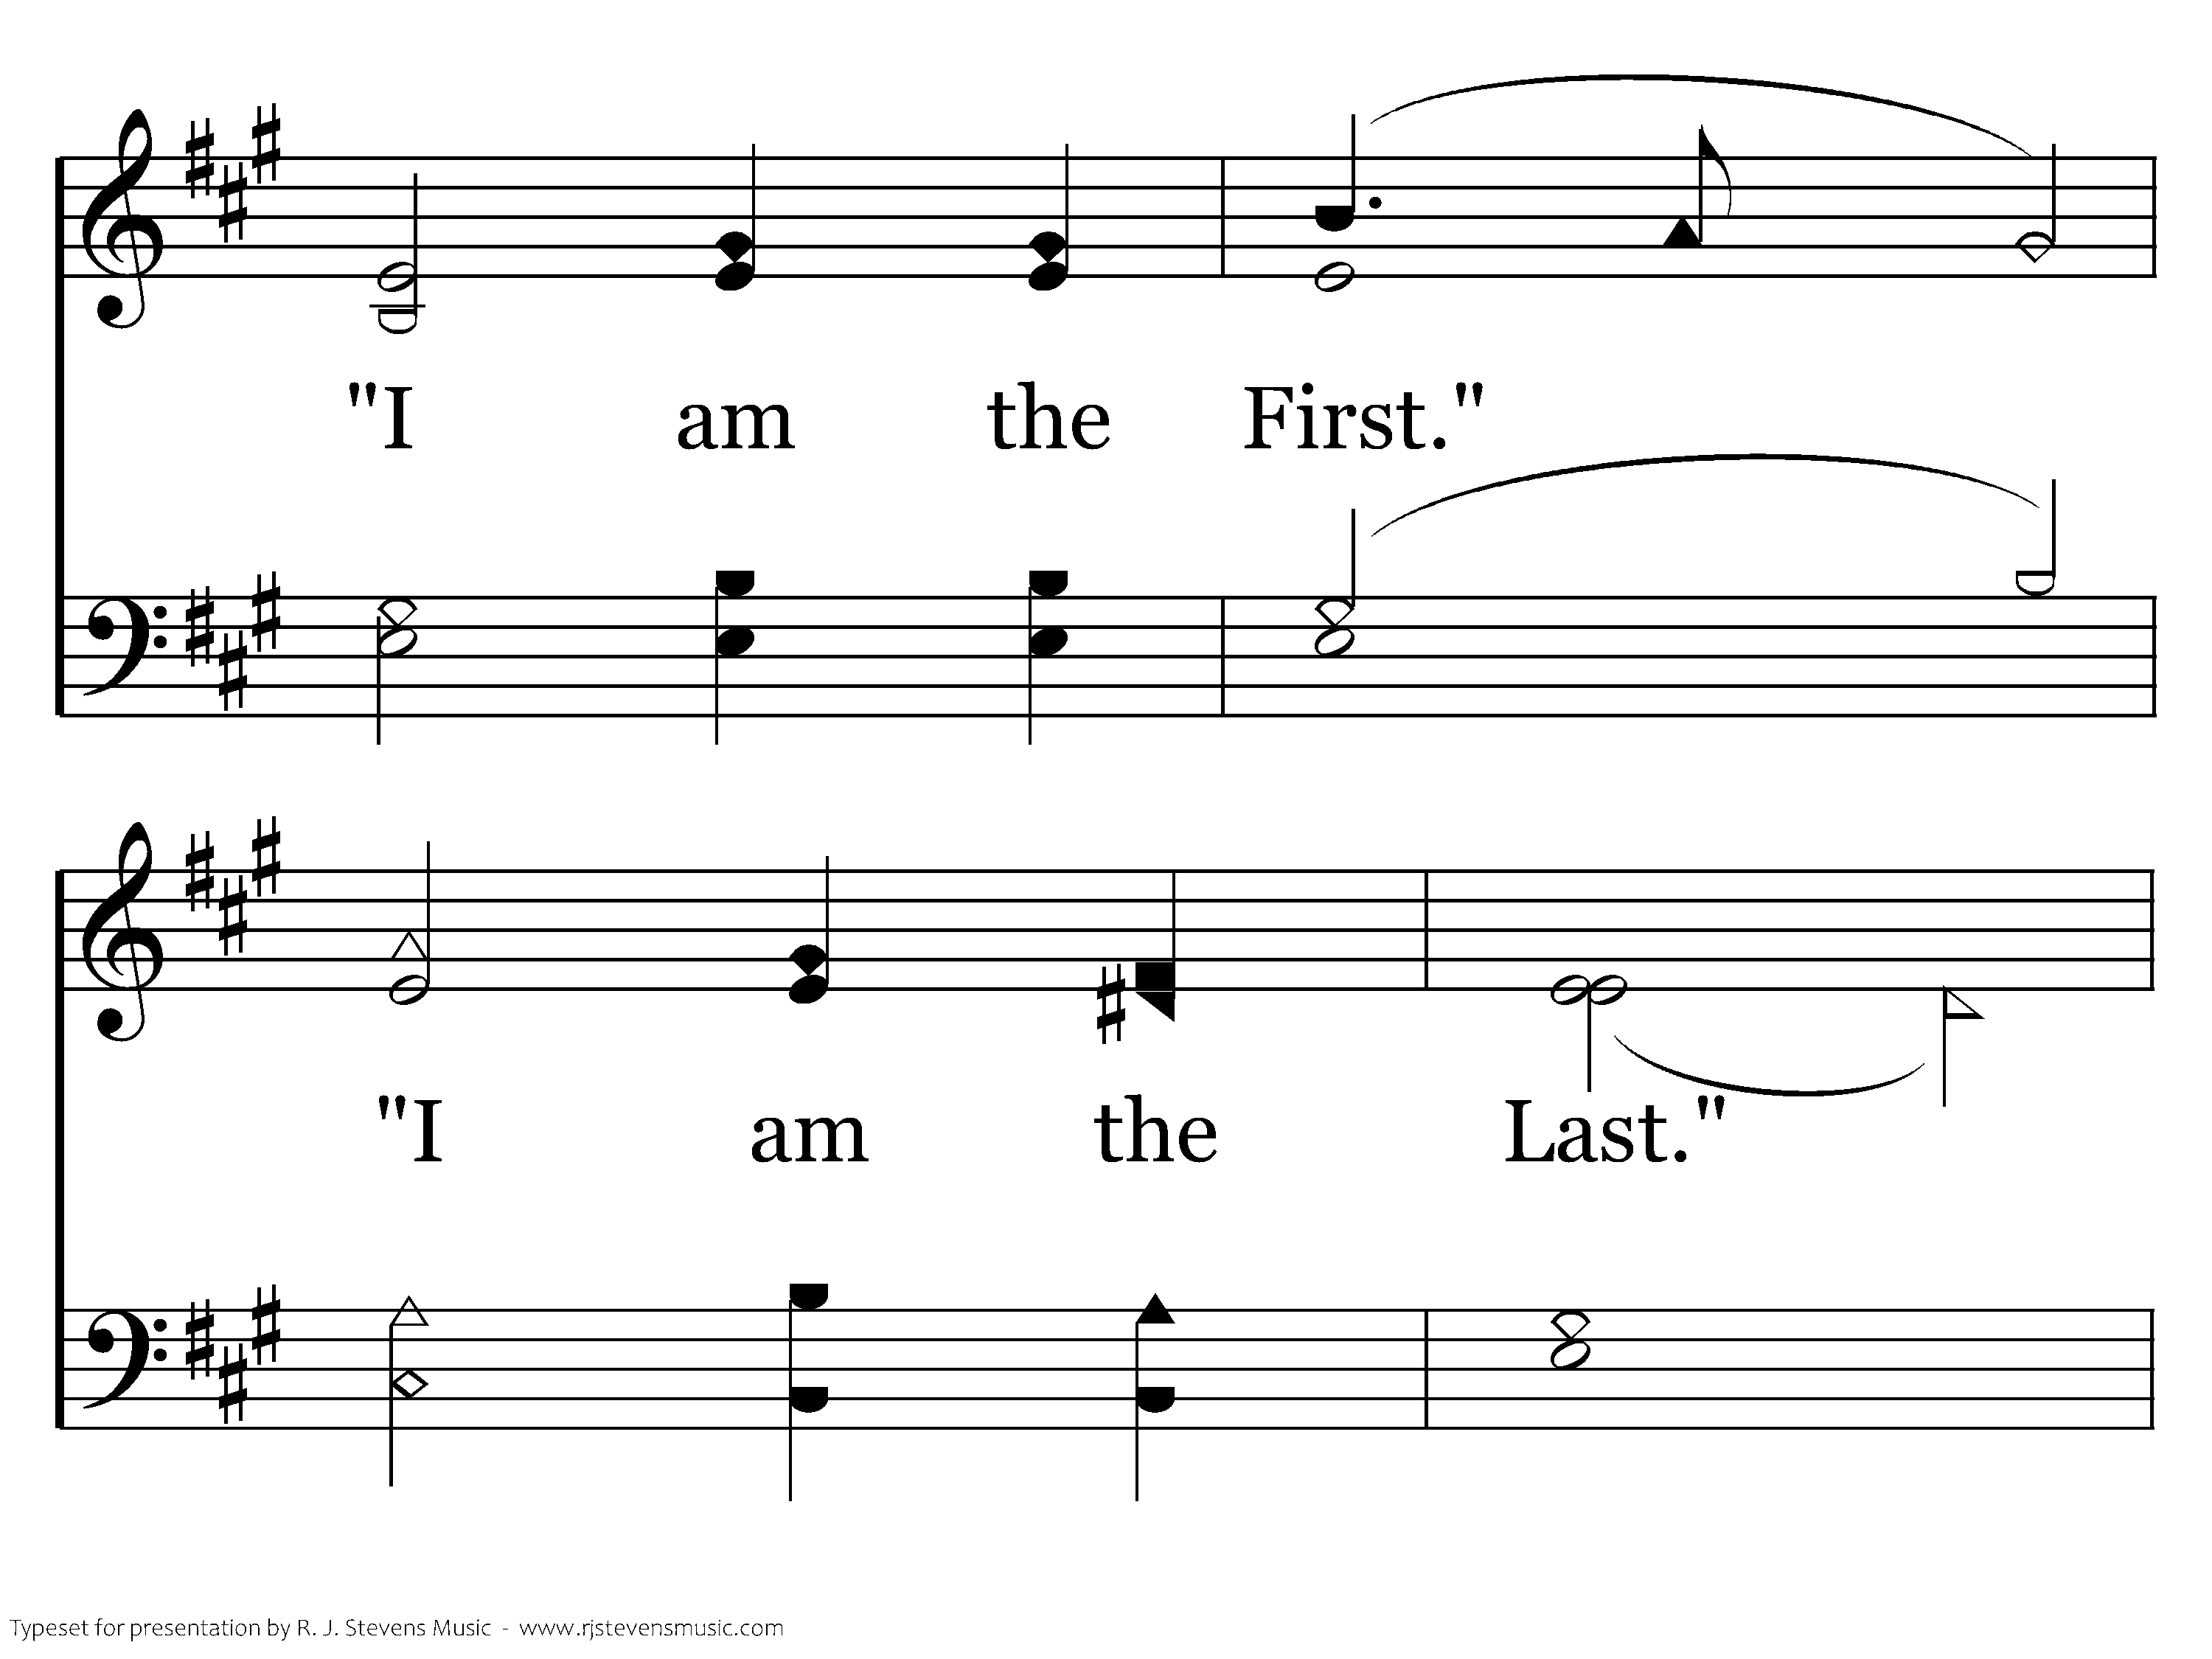 "I am the First."
"I am the Last."
Typeset for presentation by R. J. Stevens Music - www.rjstevensmusic.com